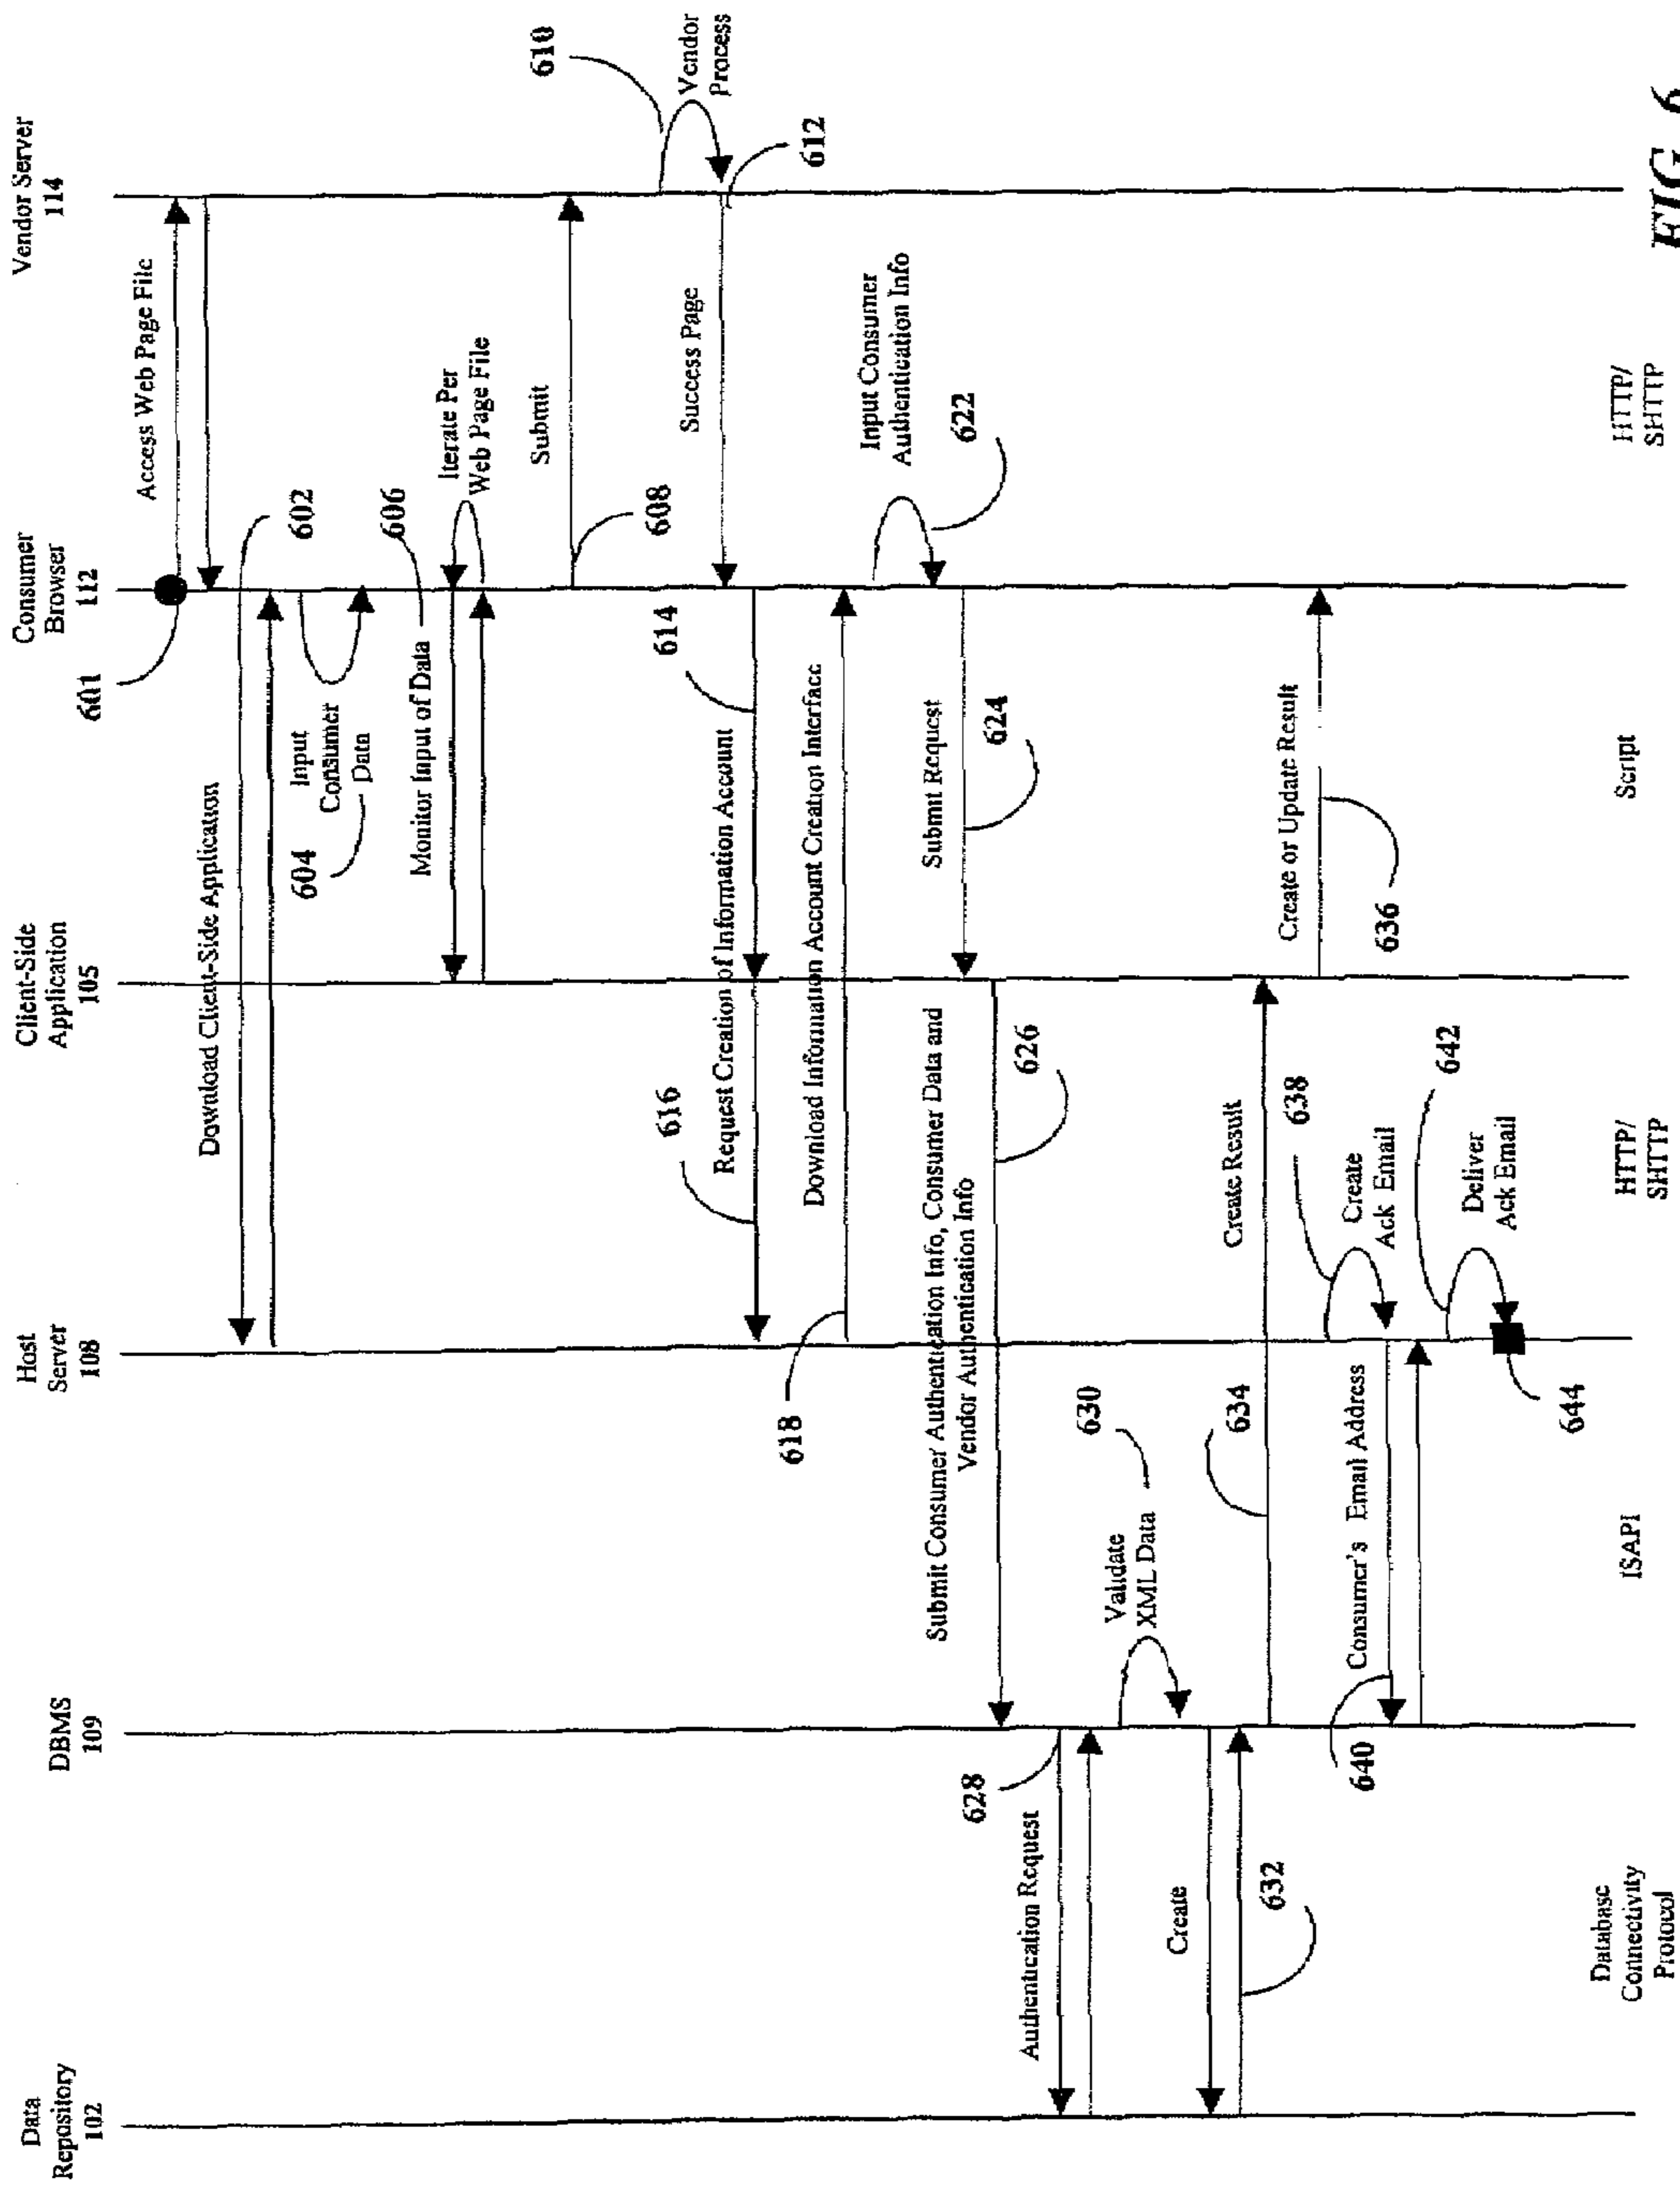 Data
Repository
102
DBMS
109
Host
Server
108
Client-Side
Application
105
Consumer
Browser
112
Vendor Server
114
601
Access Web Page File
Download Client-Side Application
602
Input
Consumer
Data
604
606
Monitor Input of Data
Iterate Per
Web Page File
Submit
608
610
Vendor
Process
612
Success Page
614
616
Request Creation of Information Account
618
Download Information Account Creation Interface
Input Consumer
Authentication Info
622
Submit Request
624
Submit Consumer Authentication Info, Consumer Data and
Vendor Authentication Info
626
628
Authentication Request
630
Validate
XML Data
Create
632
634
Create Result
Create or Update Result
636
638
Create
Ack Email
Consumer's Email Address
640
642
Deliver
Ack Email
644
Database
Connectivity
Protocol
ISAPI
HTTP/
SHTTP
Script
HTTP/
SHTTP
FIG 6